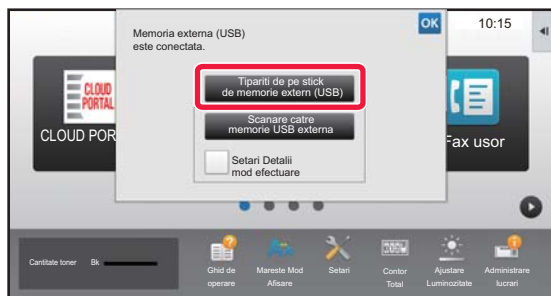 Memoria externa (USB)
este conectata.
OK
10:15
Tipariti de pe stick
de memorie extern (USB)
Scanare catre
memorie USB externa
Setari Detalii
mod efectuare
CLOUD
PORTAL
CLOUD POR
Fax usor
Cantitate toner Bk
Ghid de
operare
Mareste Mod
Afisare
Setari
Contor
Total
Ajustare
Luminozitate
Administrare
lucrari